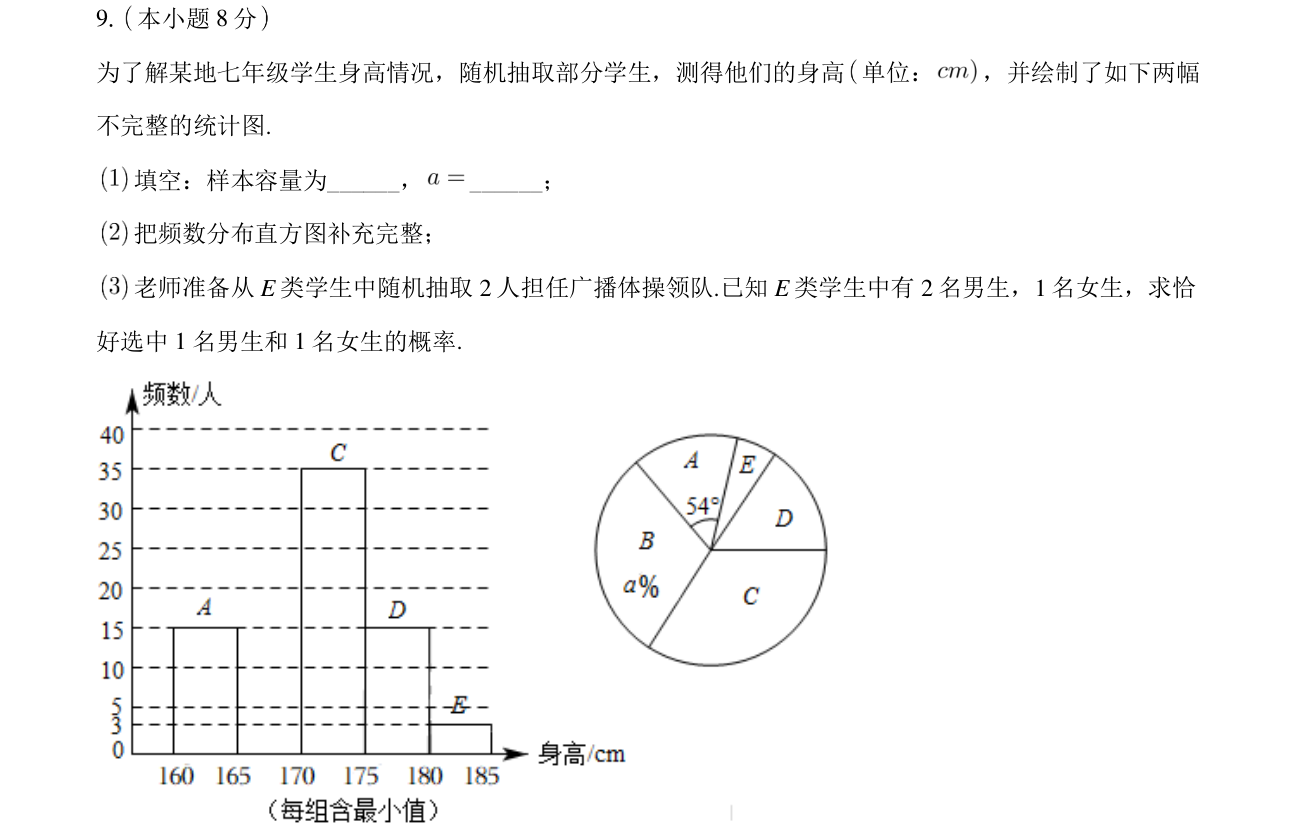 9.（本小题 8 分）
为了解某地七年级学生身高情况，随机抽取部分学生，测得他们的身高(单位：cm)，并绘制了如下两幅
不完整的统计图.
(1)填空：样本容量为______，a =______；
(2)把频数分布直方图补充完整；
(3)老师准备从 E 类学生中随机抽取 2 人担任广播体操领队.已知 E 类学生中有 2 名男生，1 名女生，求恰
好选中 1 名男生和 1 名女生的概率.
频数/人
40
35
30
25
20
15
10
5
3
0
A
C
D
E
160 165 170 175 180 185
身高/cm
（每组含最小值）
A
E
54°
D
B
a%
C